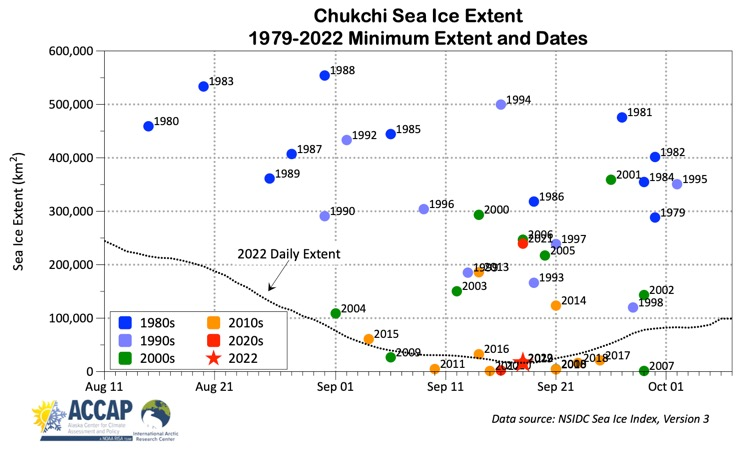 Chukchi Sea Ice Extent
1979-2022 Minimum Extent and Dates
Sea Ice Extent (km²)
600,000
500,000
400,000
300,000
200,000
100,000
0
1988
1983
1980
1994
1981
1985
1992
1987
1982
1989
2001
1984
1995
1986
1996
1990
2000
1979
2006
2021
1997
2005
2022 Daily Extent
2013
1993
2003
2002
2014
1998
2004
2015
2016
2009
2017
2018
2011
2007
1980s
1990s
2000s
2010s
2020s
2022
Aug 11
Aug 21
Sep 01
Sep 11
Sep 21
Oct 01
ACCAP
Alaska Center for Climate
Assessment and Policy
International Arctic
Research Center
Data source: NSIDC Sea Ice Index, Version 3